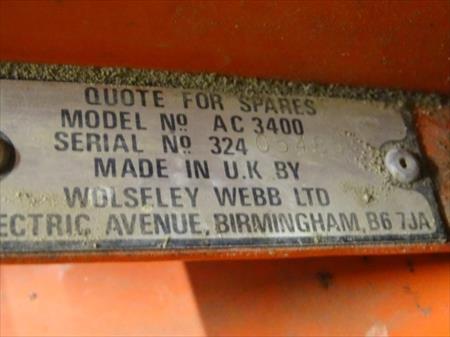 QUOTE FOR SPARES
MODEL Nº AC 3400
SERIAL Nº 324
MADE IN U.K BY
WOLSELEY WEBB LTD
ECTRIC AVENUE, BIRMINGHAM, B6 7JA